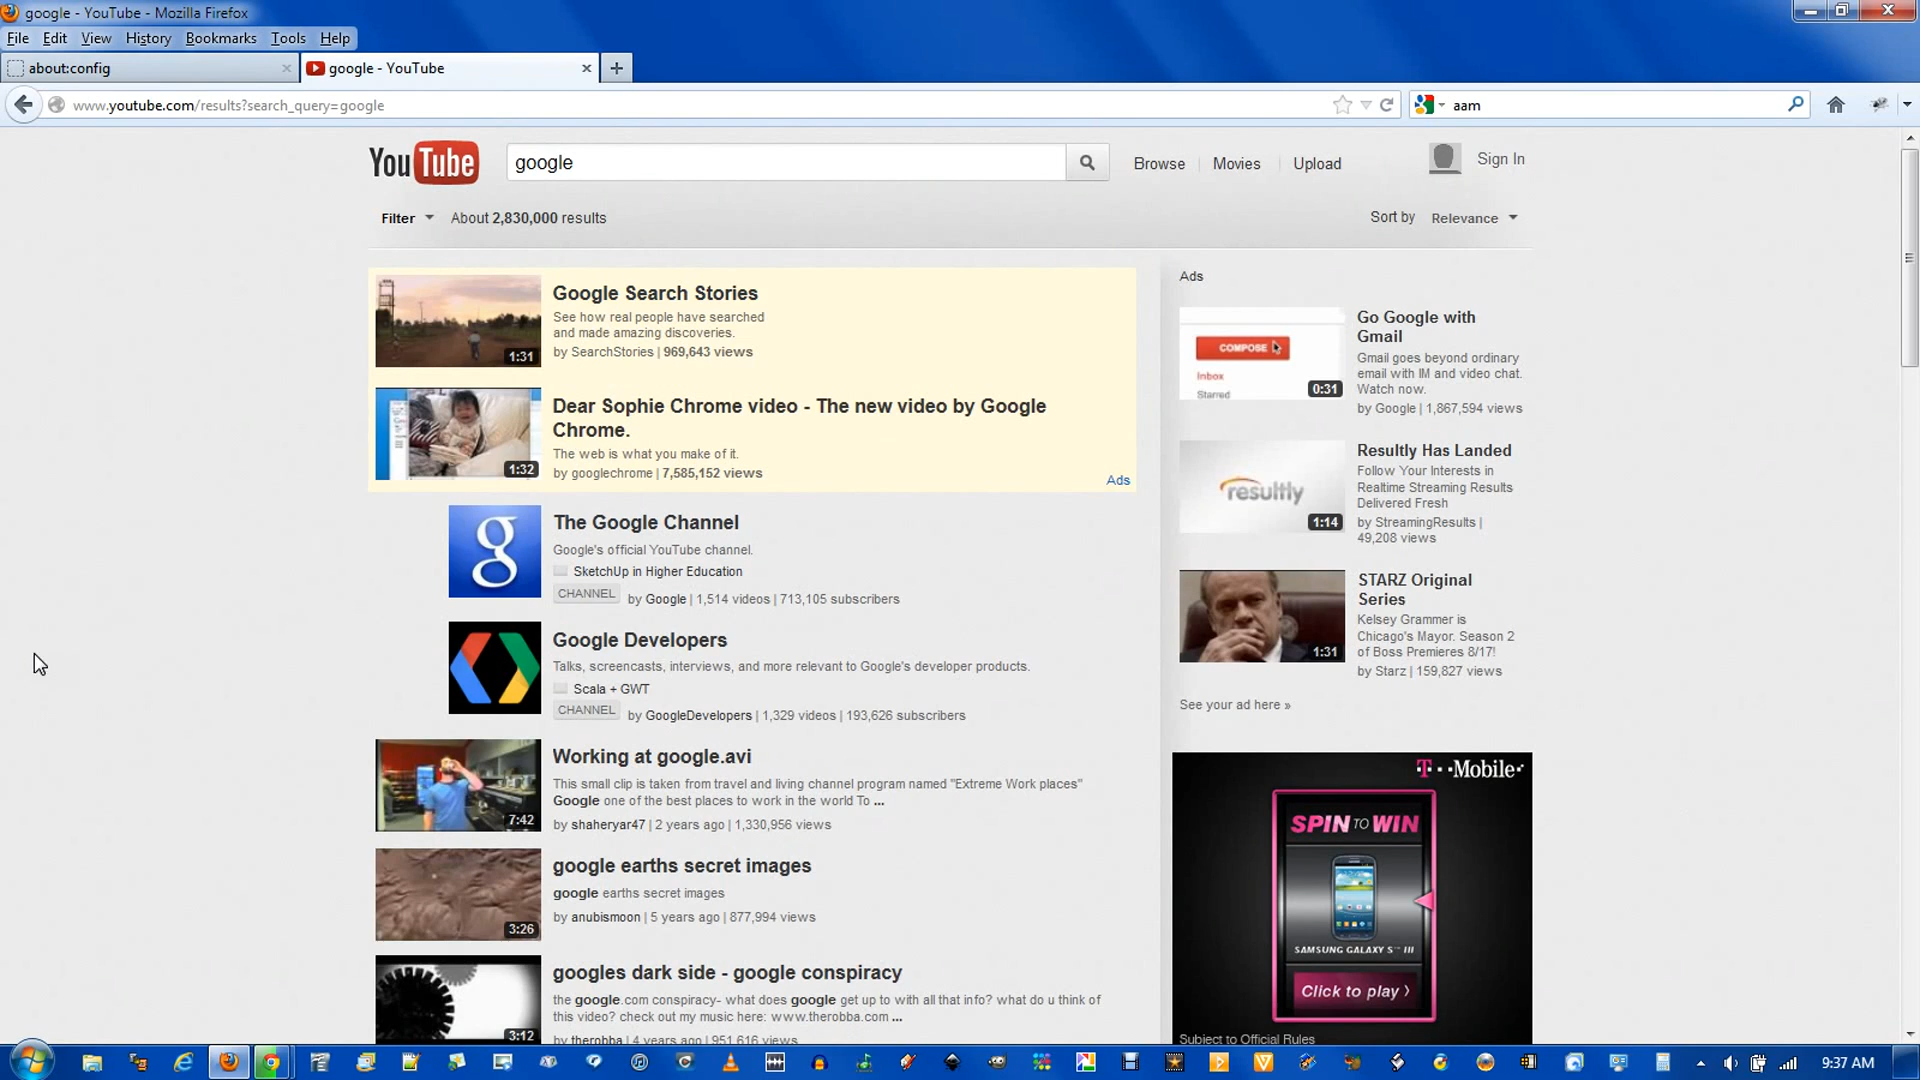 google - YouTube - Mozilla Firefox
File Edit View History Bookmarks Tools Help
about:config
google - YouTube
www.youtube.com/results?search_query=google
aam
YouTube
google
Browse Movies Upload
Sign In
Filter About 2,830,000 results
Sort by Relevance
Google Search Stories
See how real people have searched
and made amazing discoveries.
by SearchStories | 969,643 views
1:31
Dear Sophie Chrome video - The new video by Google
Chrome.
The web is what you make of it.
by googlechrome | 7,585,152 views
1:32
Ads
The Google Channel
Google's official YouTube channel.
SketchUp in Higher Education
CHANNEL by Google | 1,514 videos | 713,105 subscribers
Google Developers
Talks, screencasts, interviews, and more relevant to Google's developer products.
Scala + GWT
CHANNEL by GoogleDevelopers | 1,329 videos | 193,626 subscribers
Working at google.avi
This small clip is taken from travel and living channel program named "Extreme Work places"
Google one of the best places to work in the world To ...
by shaheryar47 | 2 years ago | 1,330,956 views
7:42
google earths secret images
google earths secret images
by anubismoon | 5 years ago | 877,994 views
3:26
googles dark side - google conspiracy
the google.com conspiracy- what does google get up to with all that info? what do u think of
this video? check out my music here: www.therobba.com ...
by therobba | 4 years ago | 951,616 views
3:12
Ads
COMPOSE
Inbox
Starred
0:31
Go Google with
Gmail
Gmail goes beyond ordinary
email with IM and video chat.
Watch now.
by Google | 1,867,594 views
resultly
1:14
Resultly Has Landed
Follow Your Interests in
Realtime Streaming Results
Delivered Fresh
by StreamingResults |
49,208 views
1:31
STARZ Original
Series
Kelsey Grammer is
Chicago's Mayor. Season 2
of Boss Premieres 8/17!
by Starz | 159,827 views
See your ad here »
T··Mobile·
SPIN TO WIN
SAMSUNG GALAXY S™ III
Click to play ›
Subject to Official Rules
9:37 AM